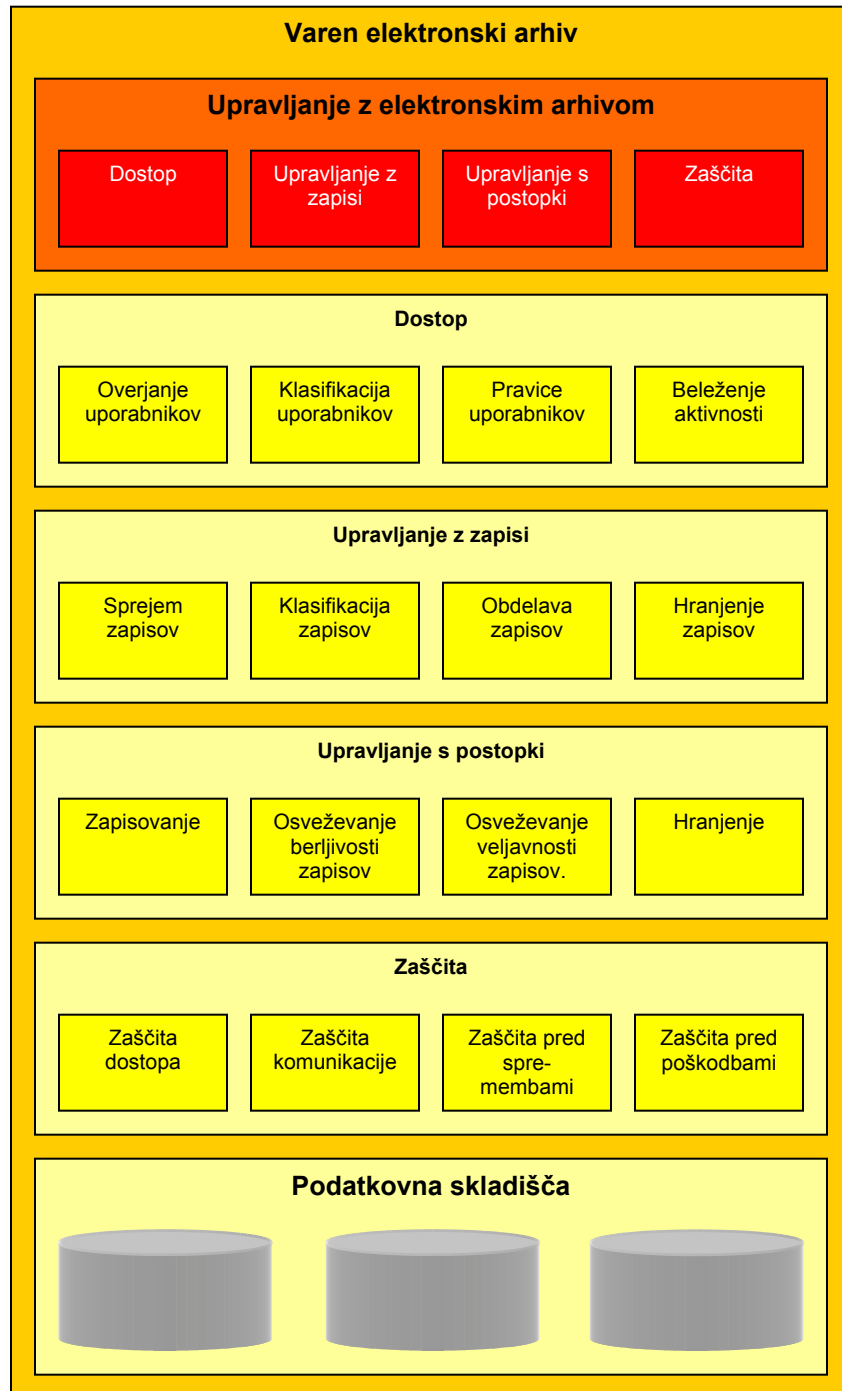 Varen elektronski arhiv
Upravljanje z elektronskim arhivom
Dostop
Upravljanje z
zapisi
Upravljanje s
postopki
Zaščita
Dostop
Overjanje
uporabnikov
Klasifikacija
uporabnikov
Pravice
uporabnikov
Beleženje
aktivnosti
Upravljanje z zapisi
Sprejem
zapisov
Klasifikacija
zapisov
Obdelava
zapisov
Hranjenje
zapisov
Upravljanje s postopki
Zapisovanje
Osveževanje
berljivosti
zapisov
Osveževanje
veljavnosti
zapisov.
Hranjenje
Zaščita
Zaščita
dostopa
Zaščita
komunikacije
Zaščita pred
spre-
membami
Zaščita pred
poškodbami
Podatkovna skladišča